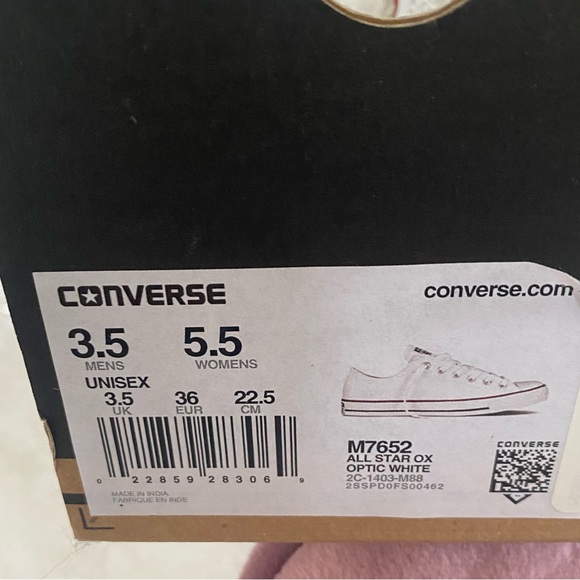 CONVERSE
converse.com
3.5 5.5
MENS WOMENS
UNISEX
3.5 36 22.5
UK EUR CM
0 22859 28306 9
MADE IN INDIA
FABRIQUE EN INDE
M7652
ALL STAR OX
OPTIC WHITE
2C-1403-M88
2SSPD0FS00462
CONVERSE